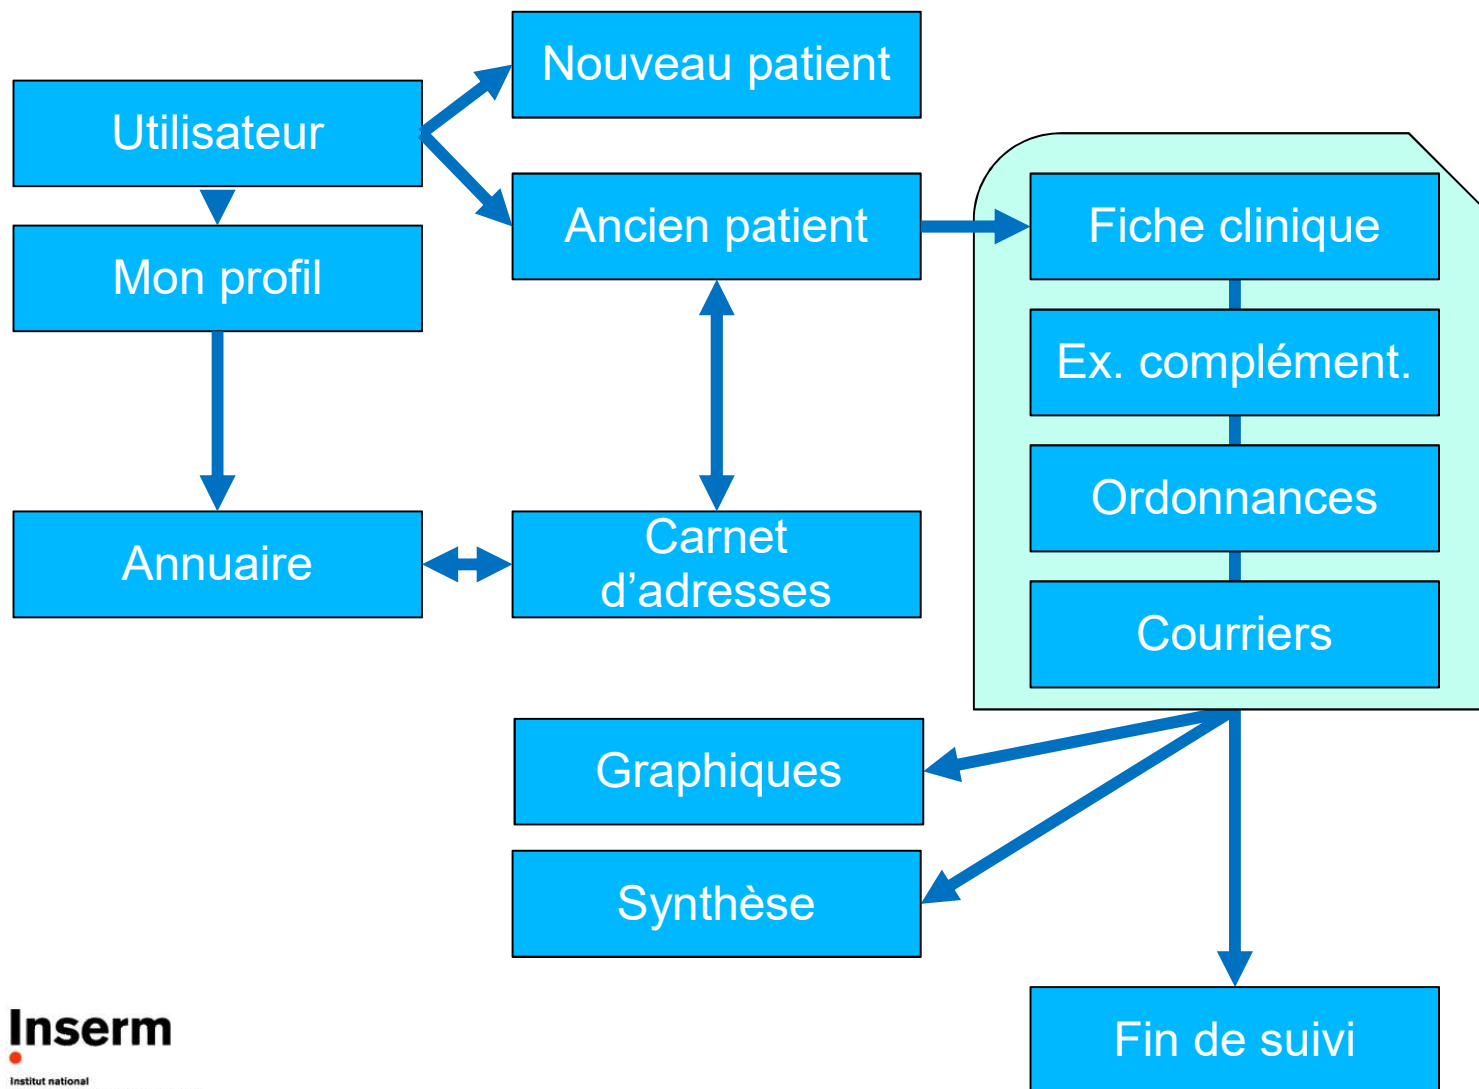 Nouveau patient
Utilisateur
Ancien patient
Fiche clinique
Mon profil
Ex. complément.
Ordonnances
Annuaire
Carnet
d’adresses
Courriers
Graphiques
Synthèse
Fin de suivi
Inserm
Institut national